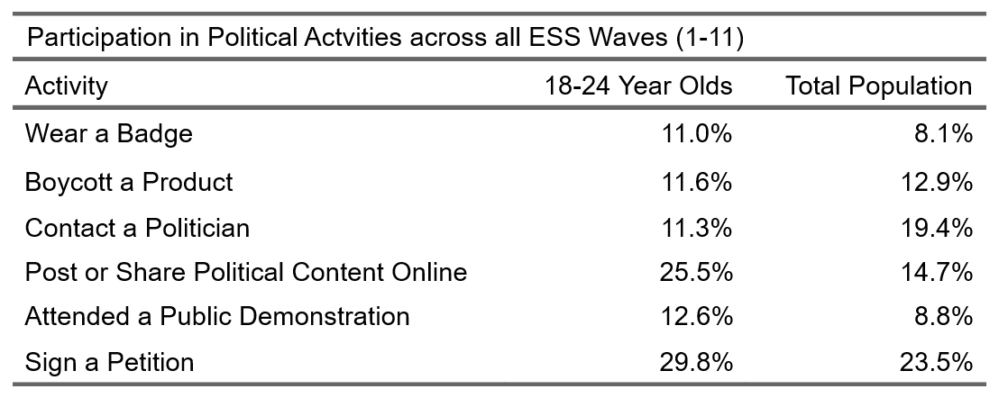 Participation in Political Actvities across all ESS Waves (1-11)
Activity 18-24 Year Olds Total Population
Wear a Badge 11.0% 8.1%
Boycott a Product 11.6% 12.9%
Contact a Politician 11.3% 19.4%
Post or Share Political Content Online 25.5% 14.7%
Attended a Public Demonstration 12.6% 8.8%
Sign a Petition 29.8% 23.5%